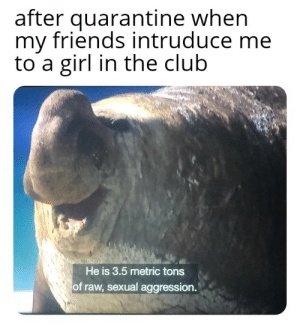 after quarantine when
my friends intruduce me
to a girl in the club
He is 3.5 metric tons
of raw, sexual aggression.